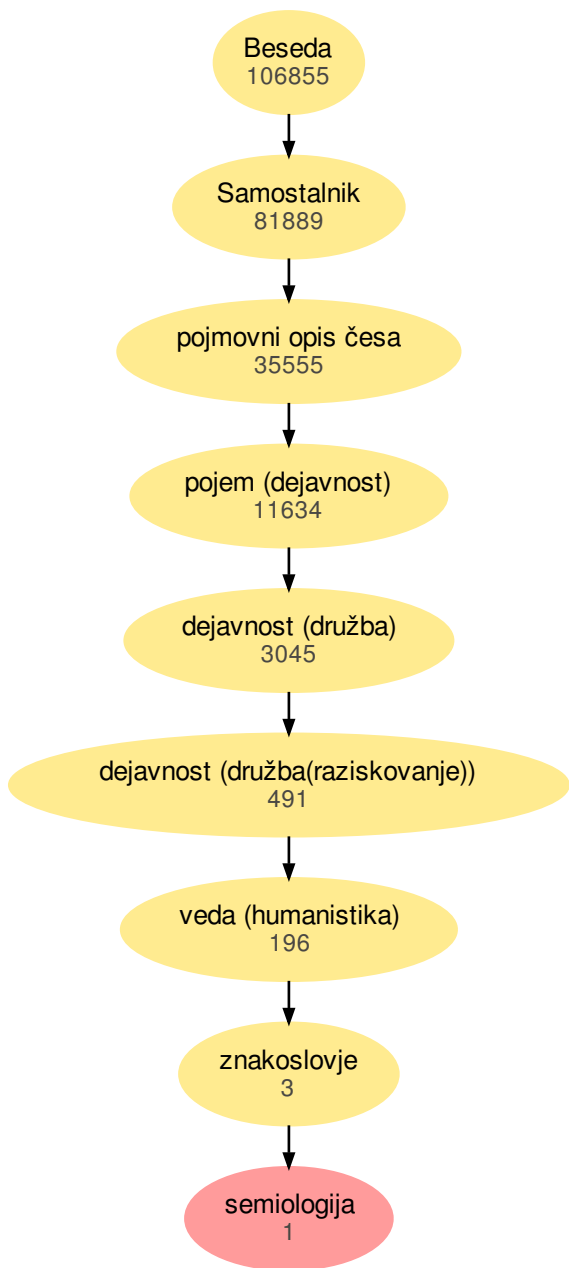 Beseda
106855
Samostalnik
81889
pojmovni opis česa
35555
pojem (dejavnost)
11634
dejavnost (družba)
3045
dejavnost (družba(raziskovanje))
491
veda (humanistika)
196
znakoslovje
3
semiologija
1